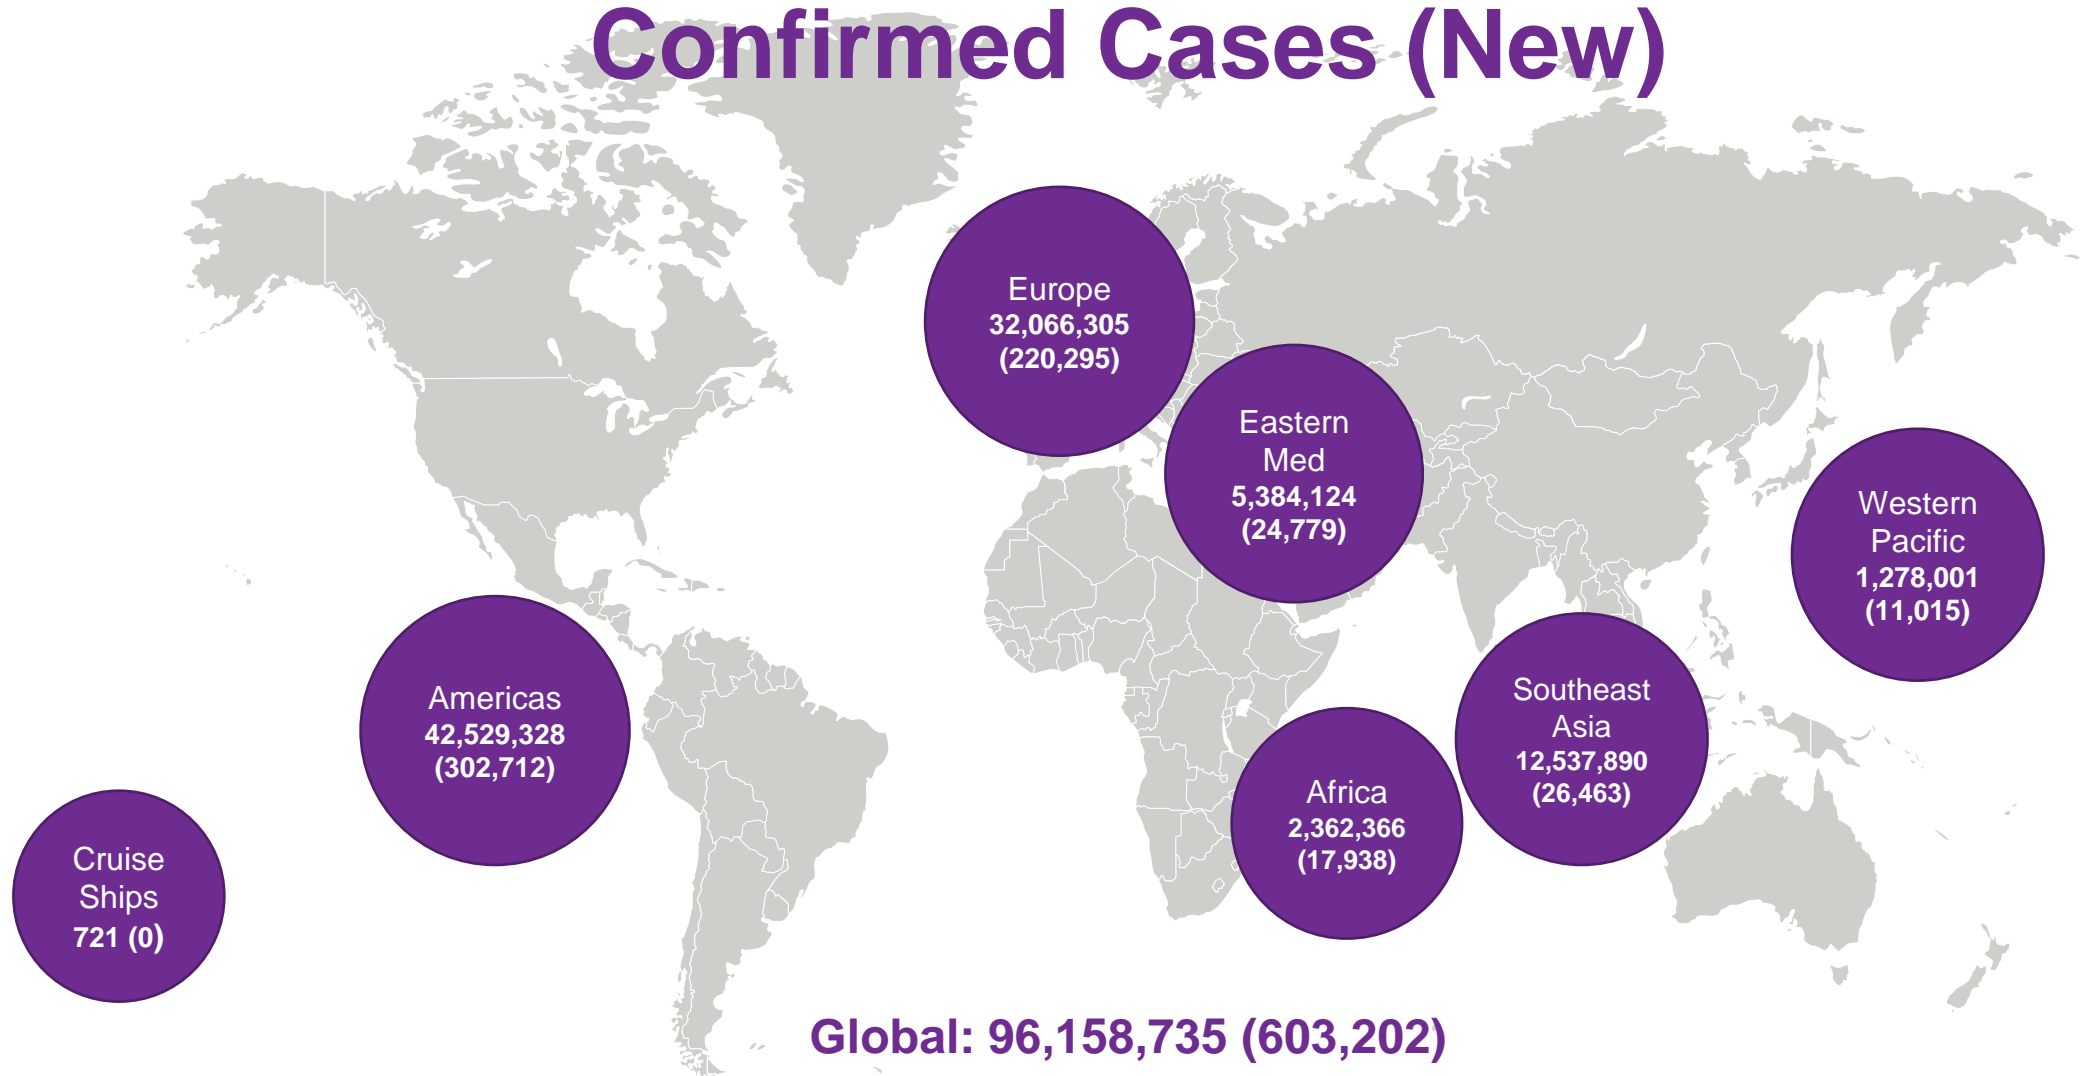 Confirmed Cases (New)
Europe
32,066,305
(220,295)
Eastern
Med
5,384,124
(24,779)
Western
Pacific
1,278,001
(11,015)
Americas
42,529,328
(302,712)
Southeast
Asia
12,537,890
(26,463)
Africa
2,362,366
(17,938)
Cruise
Ships
721 (0)
Global: 96,158,735 (603,202)